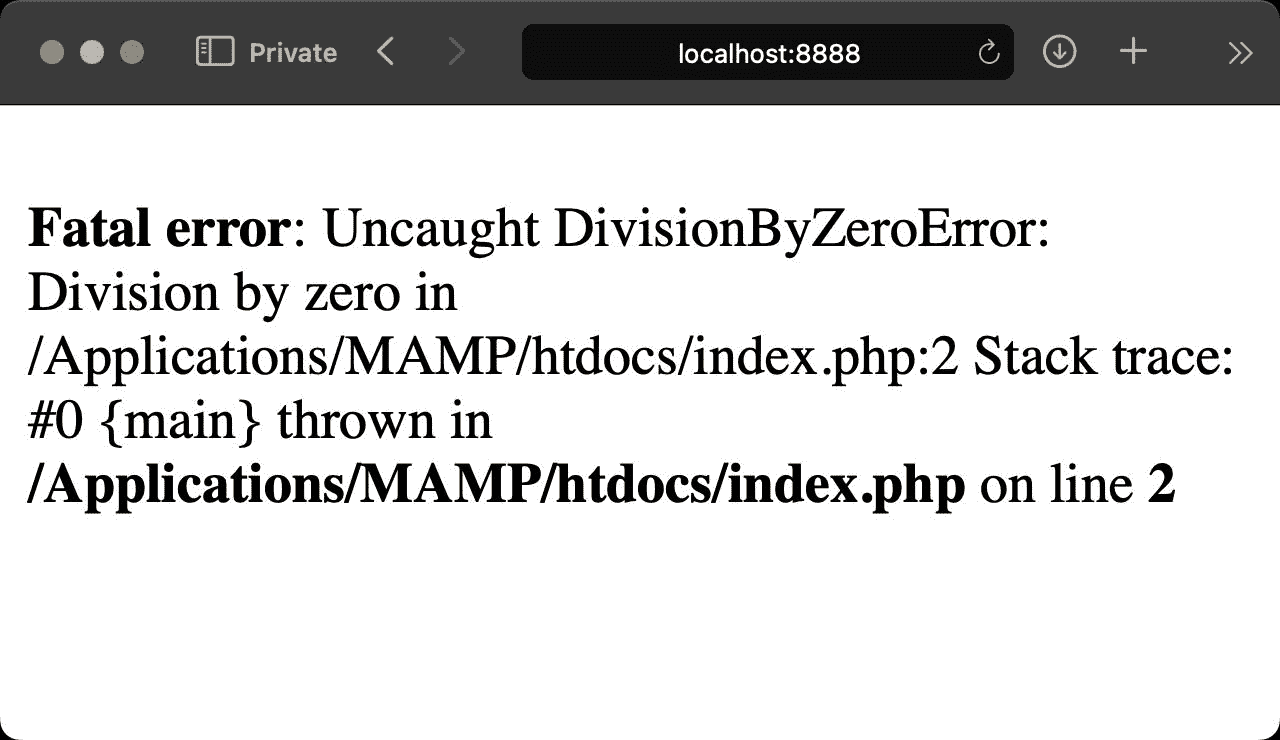 Private
localhost:8888
Fatal error: Uncaught DivisionByZeroError:
Division by zero in
/Applications/MAMP/htdocs/index.php:2 Stack trace:
#0 {main} thrown in
/Applications/MAMP/htdocs/index.php on line 2